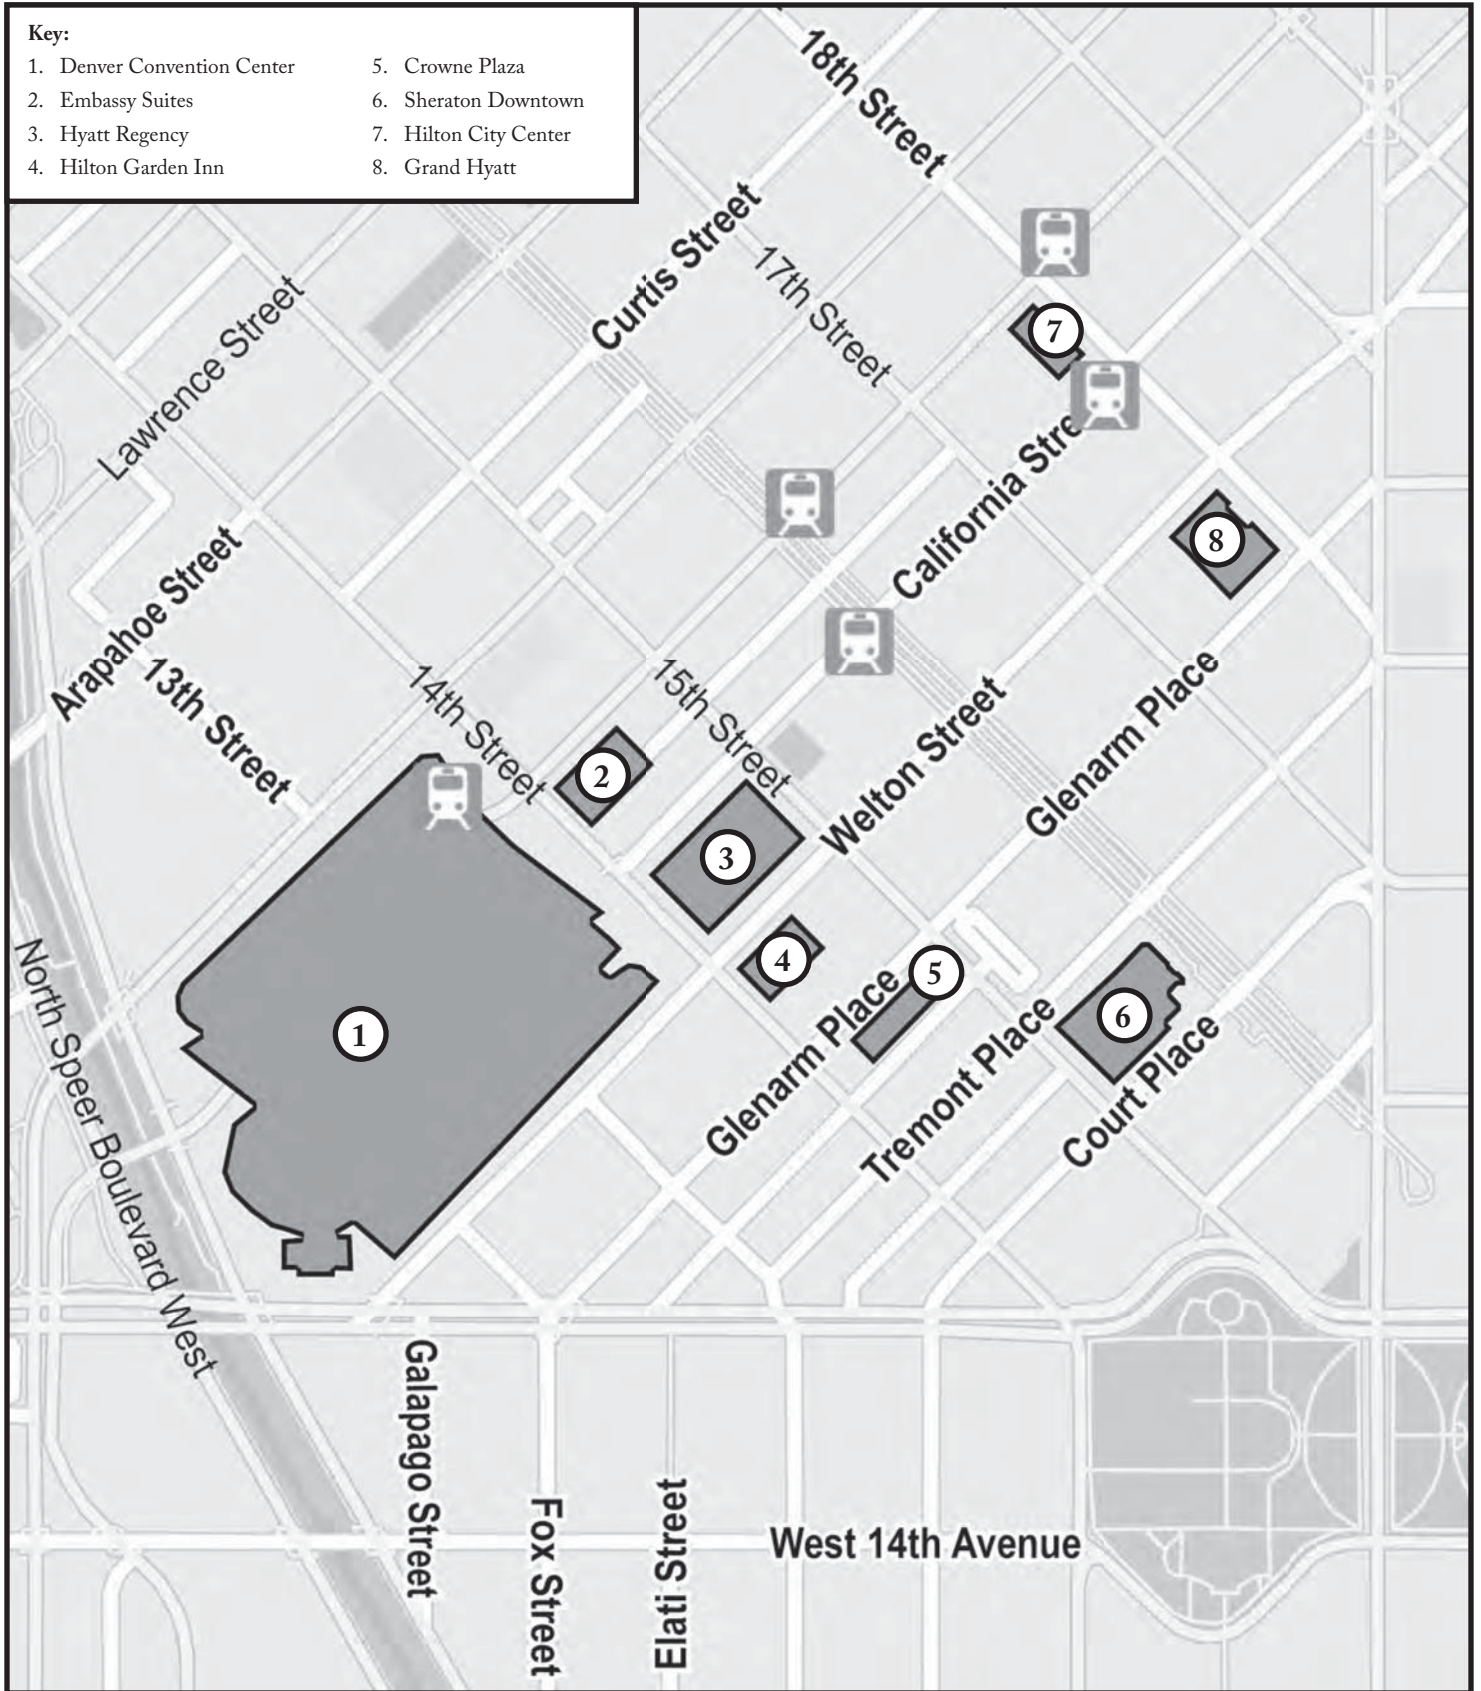 Key:
1. Denver Convention Center
2. Embassy Suites
3. Hyatt Regency
4. Hilton Garden Inn
5. Crowne Plaza
6. Sheraton Downtown
7. Hilton City Center
8. Grand Hyatt
18th Street
Curtis Street
17th Street
Lawrence Street
7
California Stre
8
Arapahoe Street
13th Street
14th Street
15th Street
2
3
Welton Street
Glenarm Place
4
5
6
1
Glenarm Place
Tremont Place
Court Place
North Speer Boulevard West
Galapago Street
Fox Street
Elati Street
West 14th Avenue